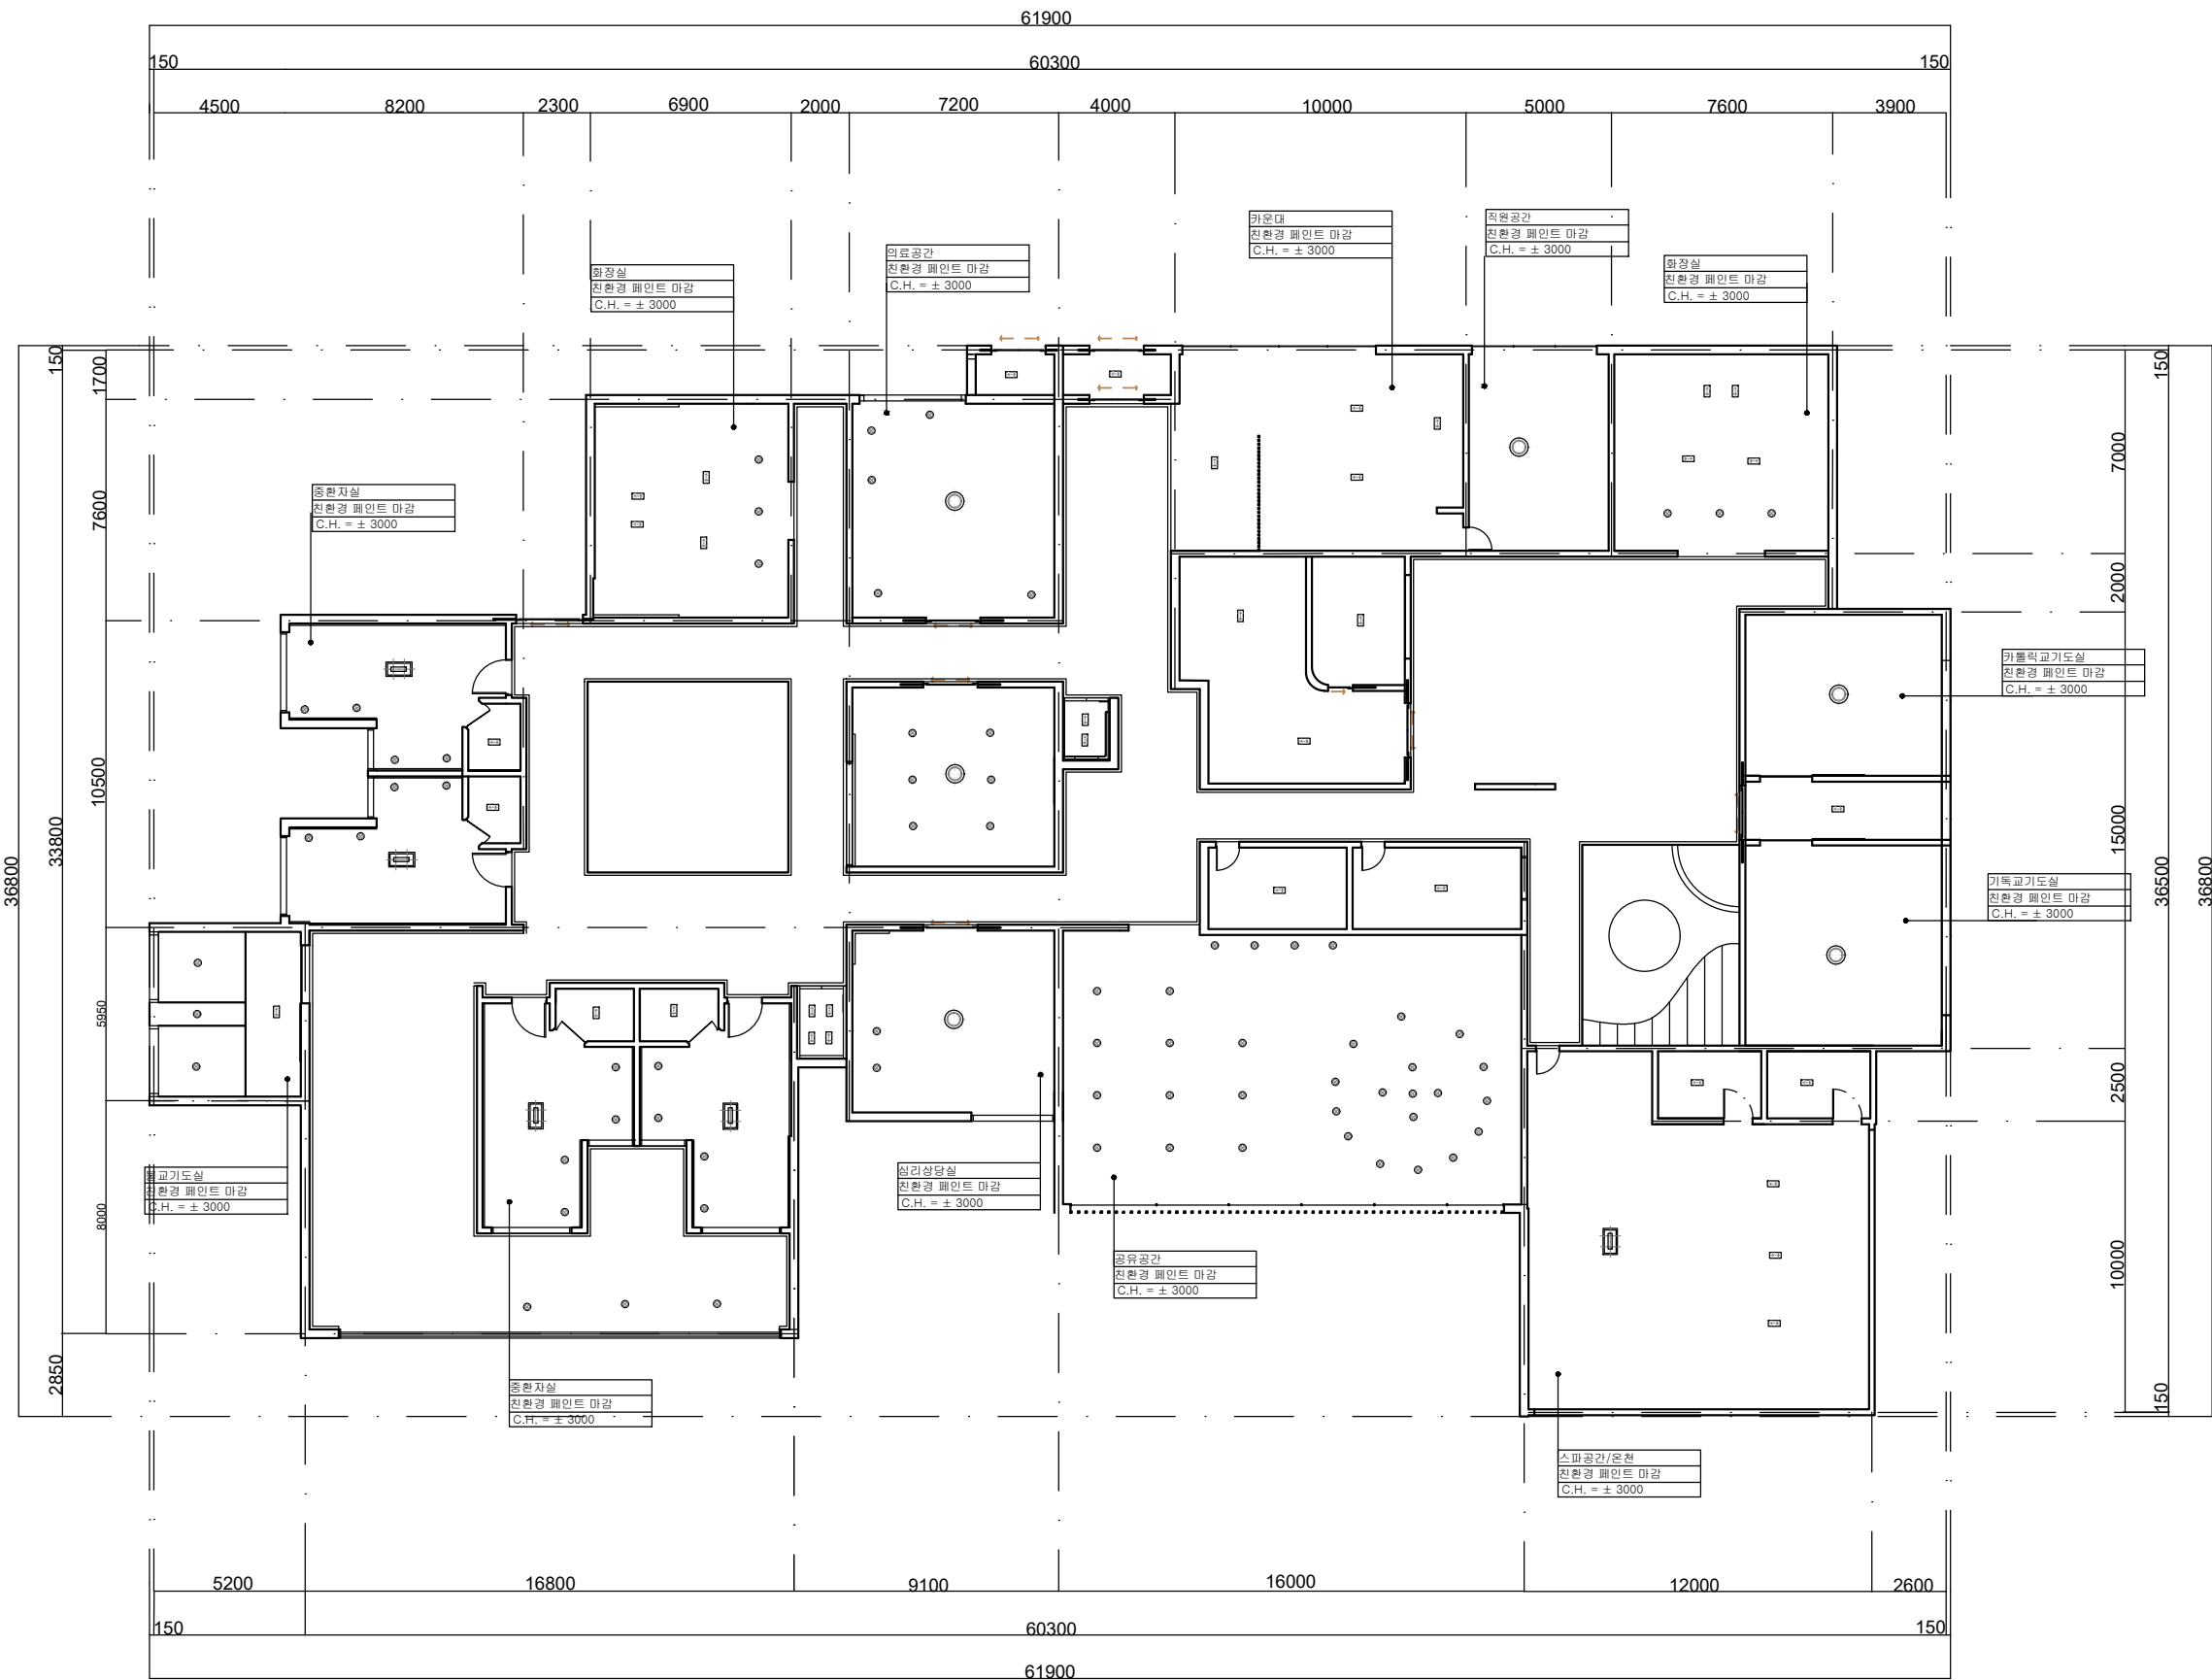 61900
150 60300 150
4500 8200 2300 6900 2000 7200 4000 10000 5000 7600 3900
카운대
친환경 페인트 마감
C.H. = ± 3000
직원공간
친환경 페인트 마감
C.H. = ± 3000
의료공간
친환경 페인트 마감
C.H. = ± 3000
화장실
친환경 페인트 마감
C.H. = ± 3000
화장실
친환경 페인트 마감
C.H. = ± 3000
중환자실
친환경 페인트 마감
C.H. = ± 3000
카톨릭교기도실
친환경 페인트 마감
C.H. = ± 3000
기독교기도실
친환경 페인트 마감
C.H. = ± 3000
불교기도실
친환경 페인트 마감
C.H. = ± 3000
심리상당실
친환경 페인트 마감
C.H. = ± 3000
공유공간
친환경 페인트 마감
C.H. = ± 3000
중환자실
친환경 페인트 마감
C.H. = ± 3000
스파공간/온천
친환경 페인트 마감
C.H. = ± 3000
36800
150
33800
2850
1700
7600
10500
5950
8000
7000
2000
15000
2500
10000
150
36500
150
36800
5200 16800 9100 16000 12000 2600
150 60300 150
61900